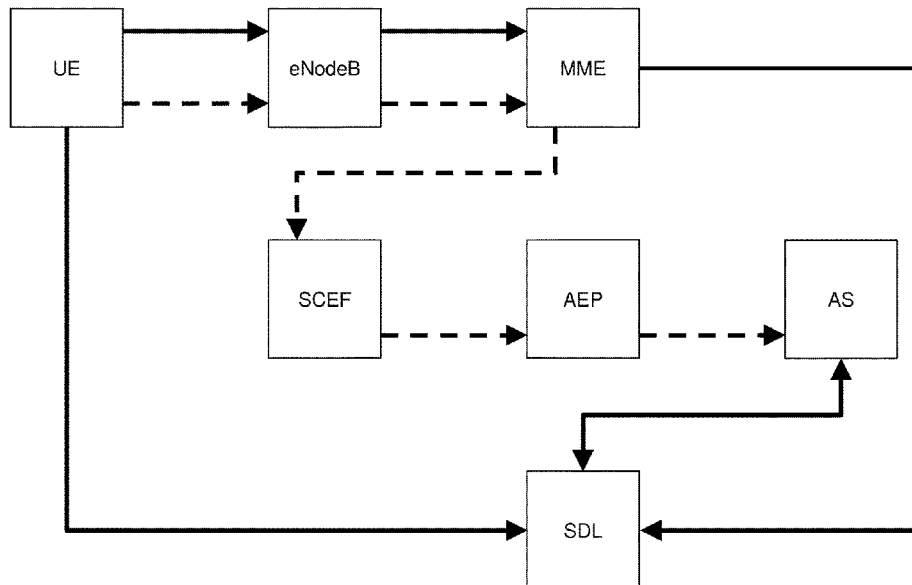 UE
eNodeB
MME
SCEF
AEP
AS
SDL